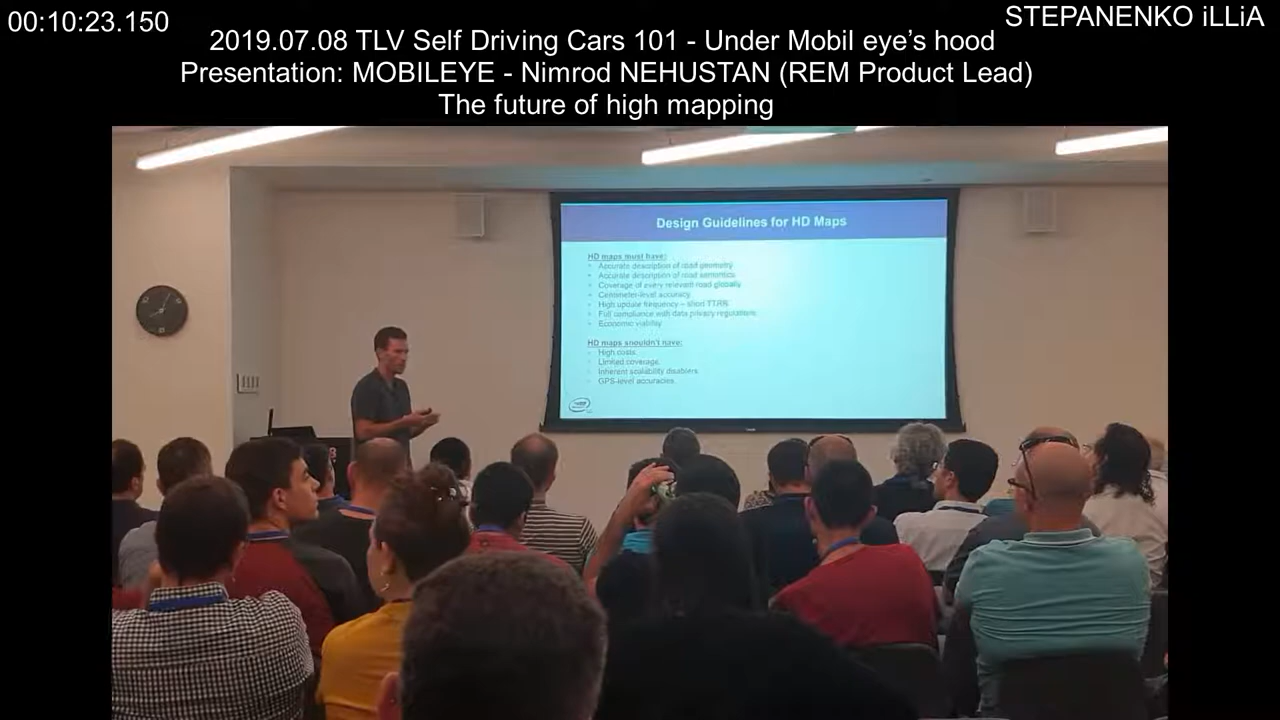 00:10:23.150
STEPANENKO iLLiA
2019.07.08 TLV Self Driving Cars 101 - Under Mobil eye’s hood
Presentation: MOBILEYE - Nimrod NEHUSTAN (REM Product Lead)
The future of high mapping
Design Guidelines for HD Maps
HD maps must have:
Accurate description of road geometry
Accurate description of road semantics
Coverage of every relevant road globally
Centimeter-level accuracy
High update frequency – short TTRR
Full compliance with data privacy regulations
Economic viability
HD maps shouldn't have:
High costs
Limited coverage
Inherent scalability disablers
GPS-level accuracies